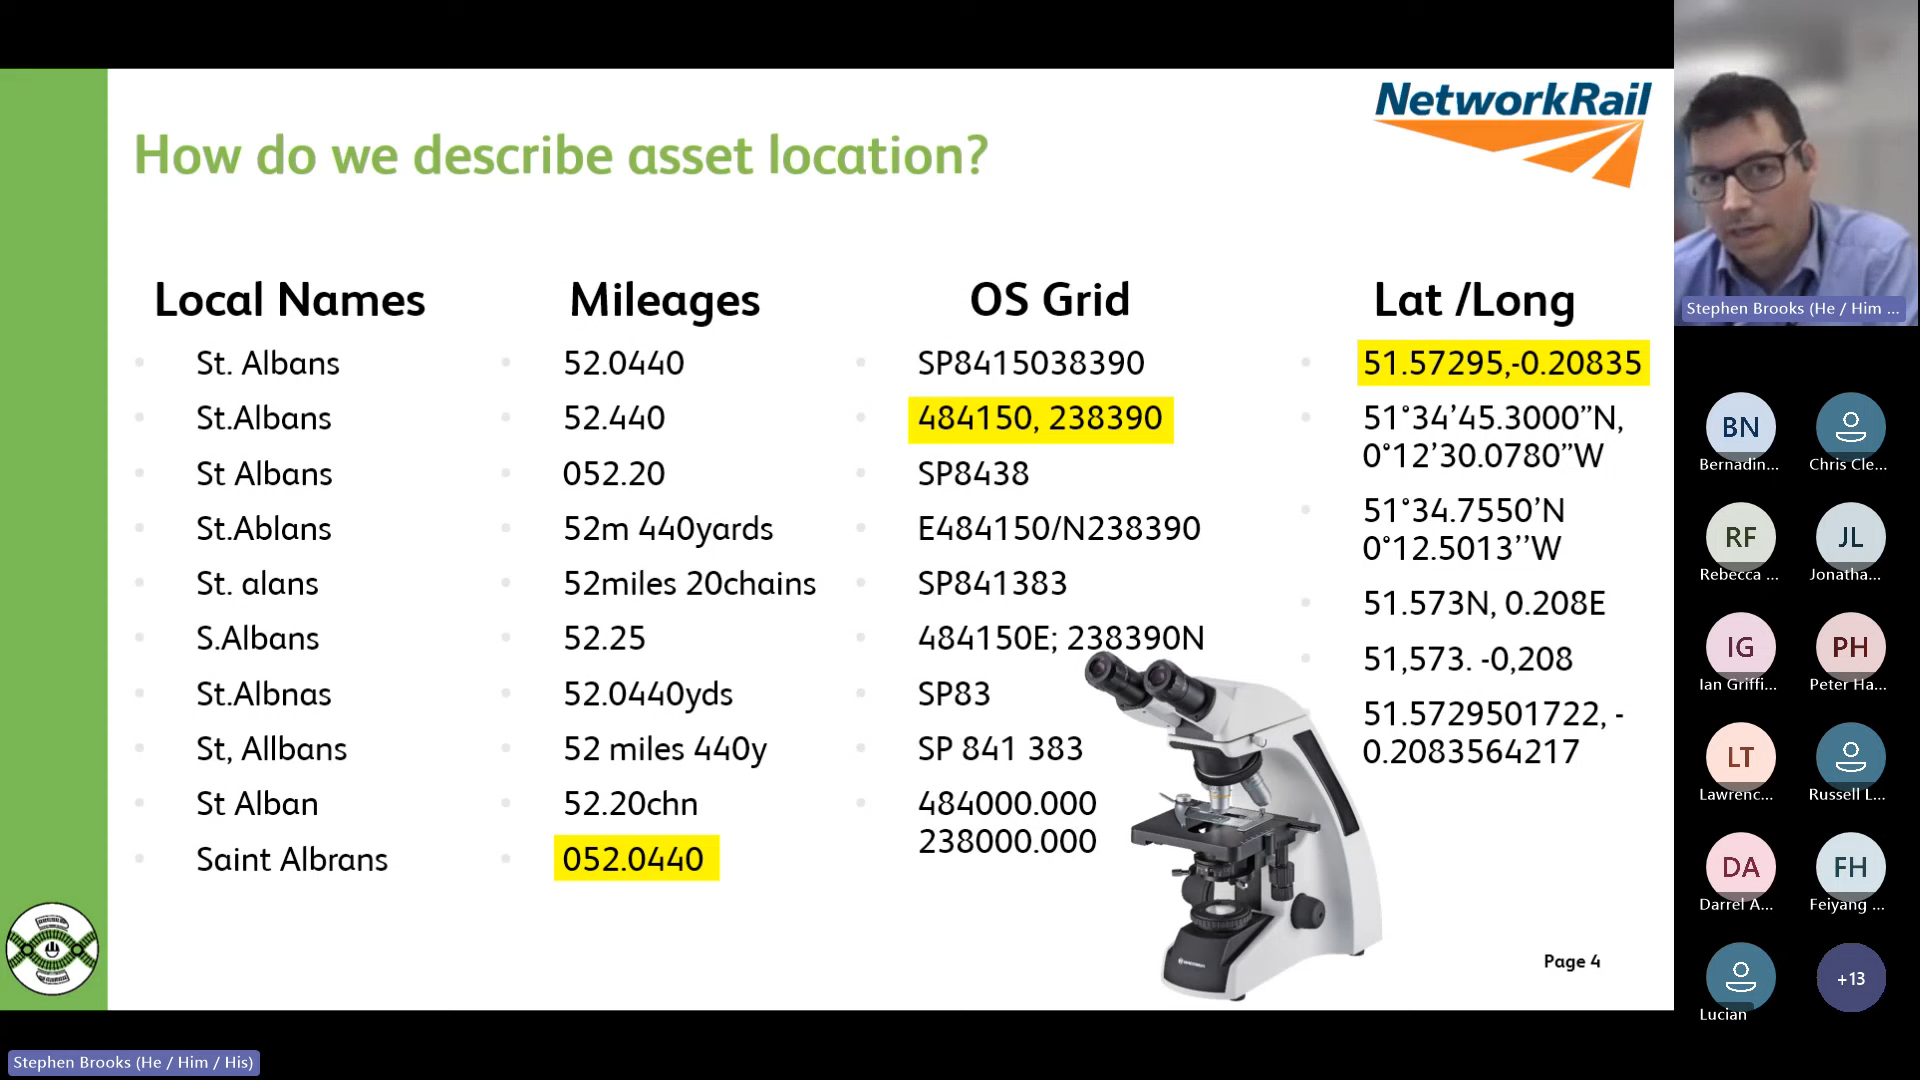 NetworkRail
How do we describe asset location?
Local Names
St. Albans
St.Albans
St Albans
St.Ablans
St. alans
S.Albans
St.Albnas
St, Allbans
St Alban
Saint Albrans
Mileages
52.0440
52.440
052.20
52m 440yards
52miles 20chains
52.25
52.0440yds
52 miles 440y
52.20chn
052.0440
OS Grid
SP8415038390
484150, 238390
SP8438
E484150/N238390
SP841383
484150E; 238390N
SP83
SP 841 383
484000.000
238000.000
Lat /Long
51.57295,-0.20835
51°34’45.3000”N,
0°12’30.0780”W
51°34.7550’N
0°12.5013’’W
51.573N, 0.208E
51,573. -0,208
51.5729501722, -
0.2083564217
Page 4
Stephen Brooks (He / Him ...
BN
Bernadin...
Chris Cle...
RF
Rebecca ...
JL
Jonatha...
IG
Ian Griffi...
PH
Peter Ha...
LT
Lawrenc...
Russell L...
DA
Darrel A...
FH
Feiyang ...
Lucian
+13
Stephen Brooks (He / Him / His)